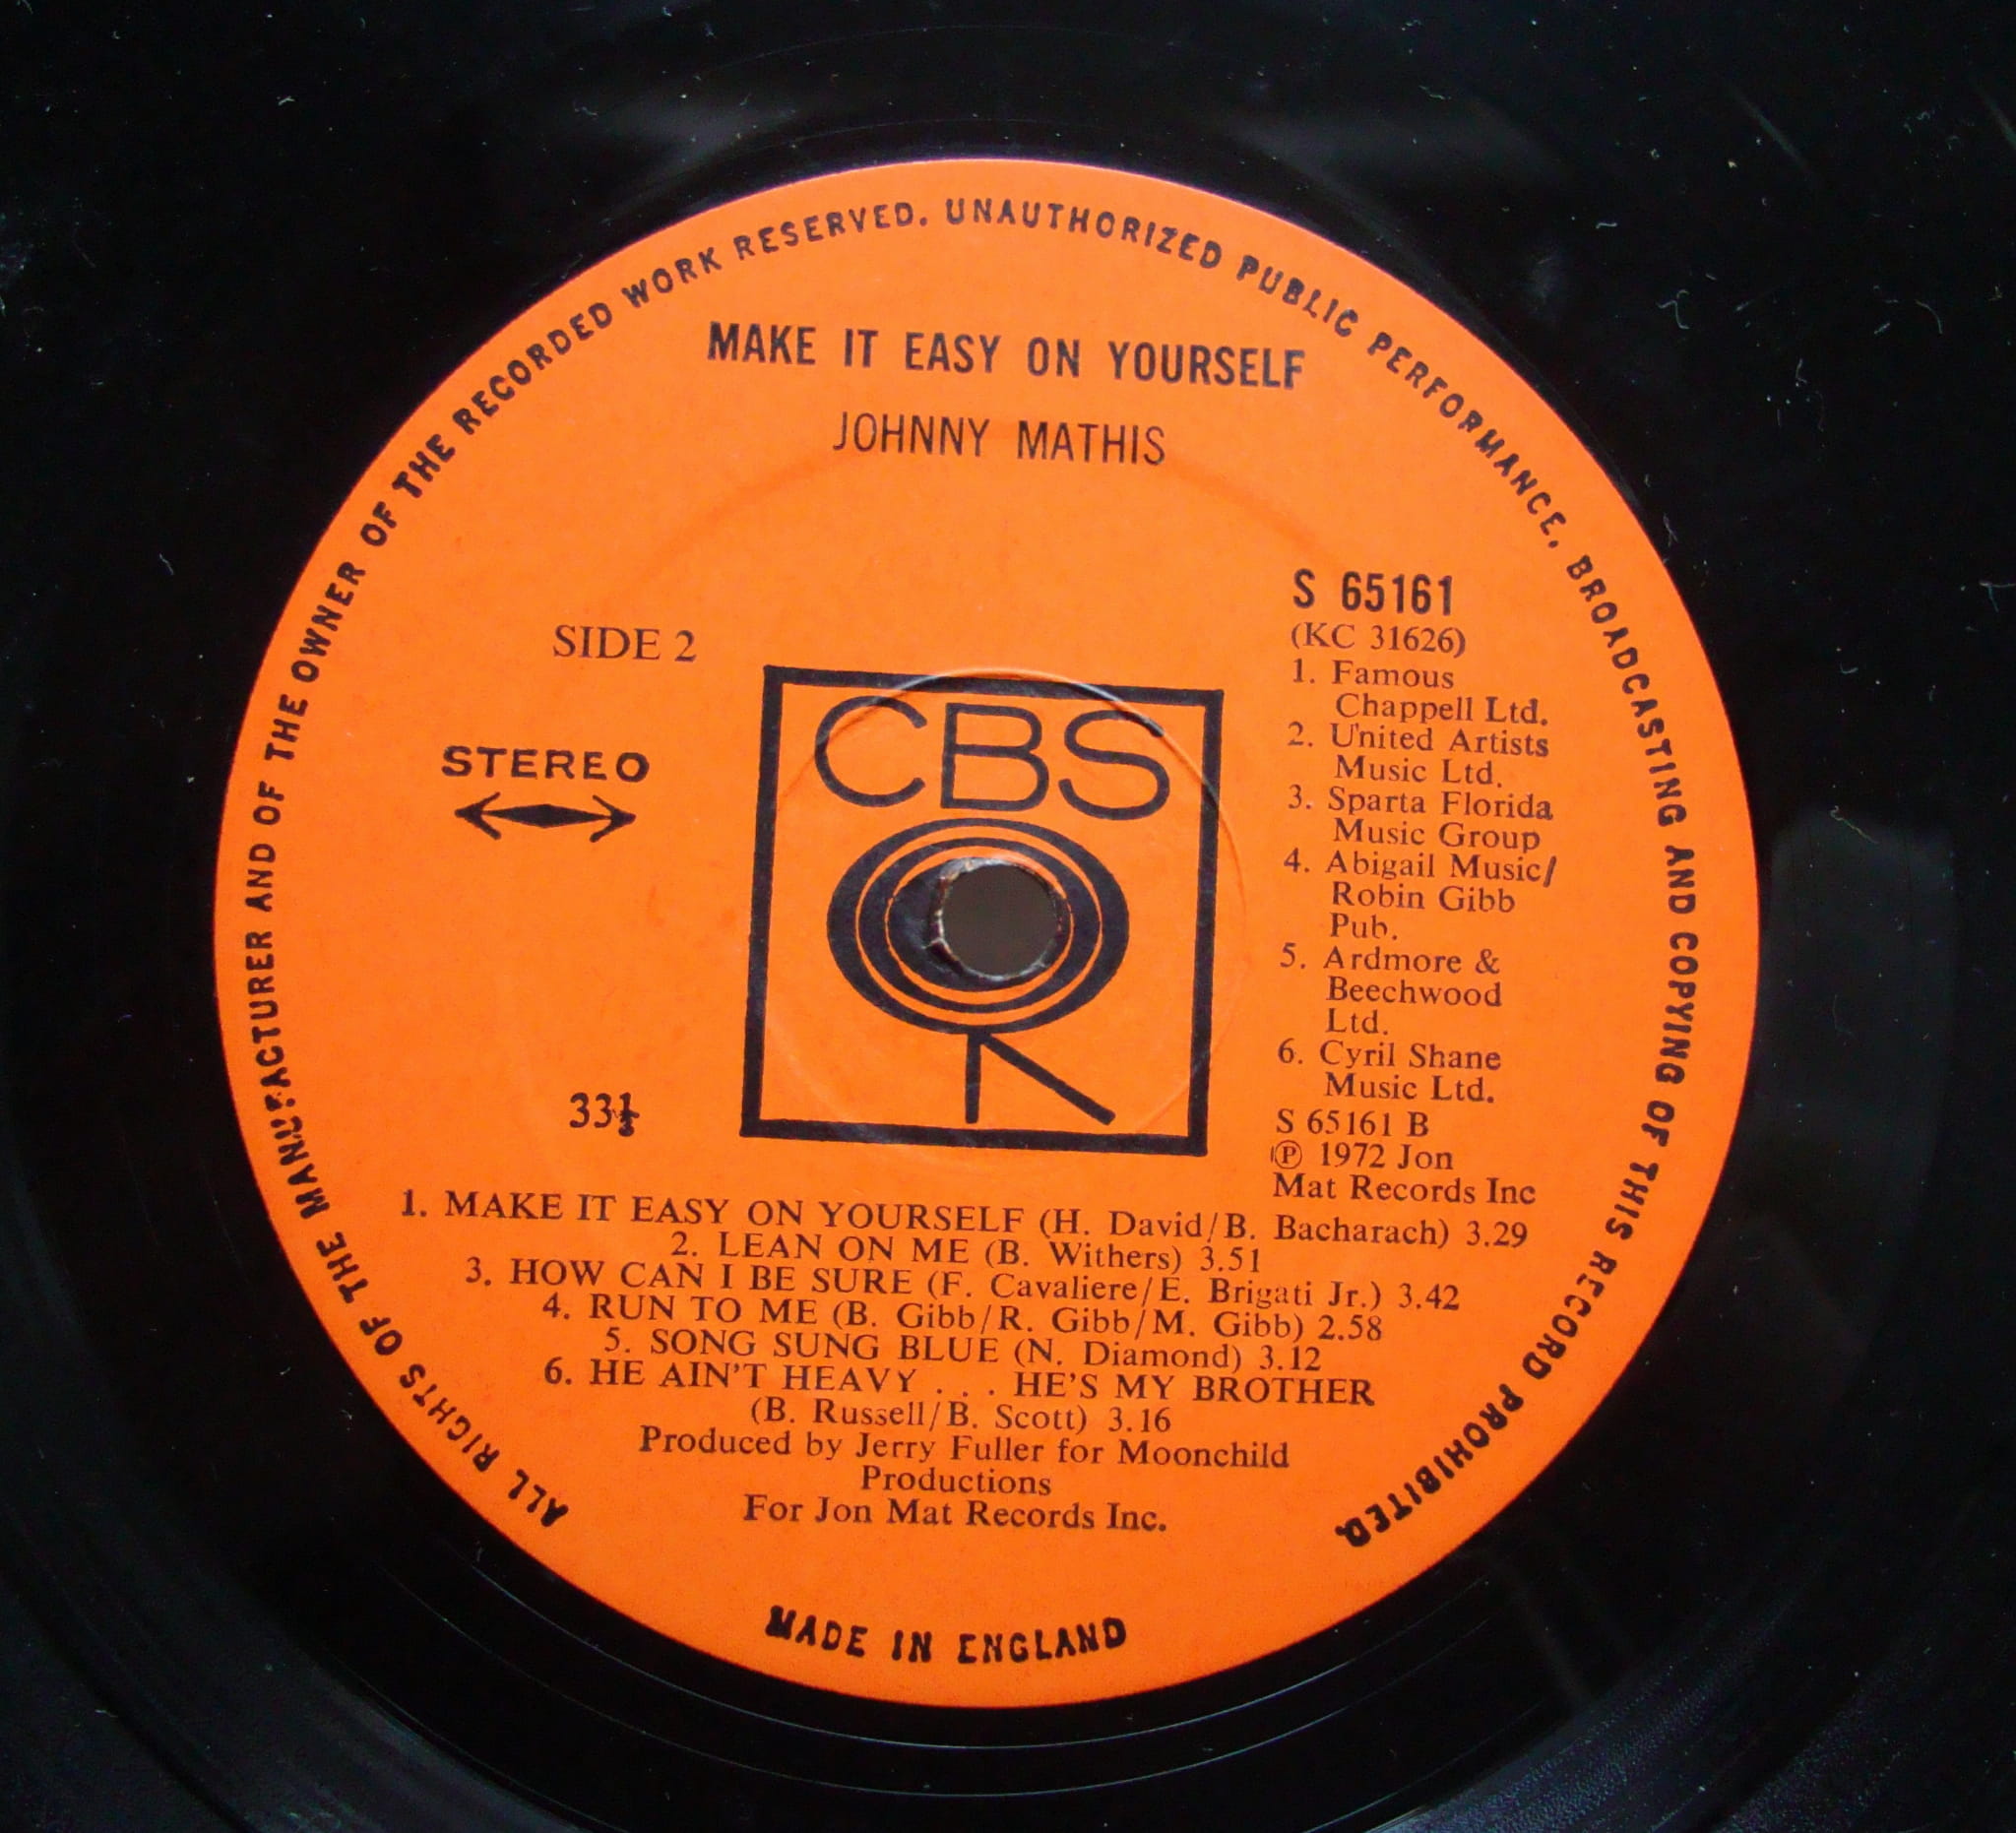 ALL RIGHTS OF THE MANUFACTURER AND OF THE OWNER OF THE RECORDED WORK RESERVED. UNAUTHORIZED PUBLIC PERFORMANCE, BROADCASTING AND COPYING OF THIS RECORD PROHIBITED.
MAKE IT EASY ON YOURSELF
JOHNNY MATHIS
SIDE 2
STEREO
33⅓
CBS
S 65161
(KC 31626)
1. Famous
Chappell Ltd.
2. United Artists
Music Ltd.
3. Sparta Florida
Music Group
4. Abigail Music/
Robin Gibb
Pub.
5. Ardmore &
Beechwood
Ltd.
6. Cyril Shane
Music Ltd.
S 65161 B
℗ 1972 Jon
Mat Records Inc
1. MAKE IT EASY ON YOURSELF (H. David/B. Bacharach) 3.29
2. LEAN ON ME (B. Withers) 3.51
3. HOW CAN I BE SURE (F. Cavaliere/E. Brigati Jr.) 3.42
4. RUN TO ME (B. Gibb/R. Gibb/M. Gibb) 2.58
5. SONG SUNG BLUE (N. Diamond) 3.12
6. HE AIN'T HEAVY . . . HE'S MY BROTHER
(B. Russell/B. Scott) 3.16
Produced by Jerry Fuller for Moonchild
Productions
For Jon Mat Records Inc.
MADE IN ENGLAND